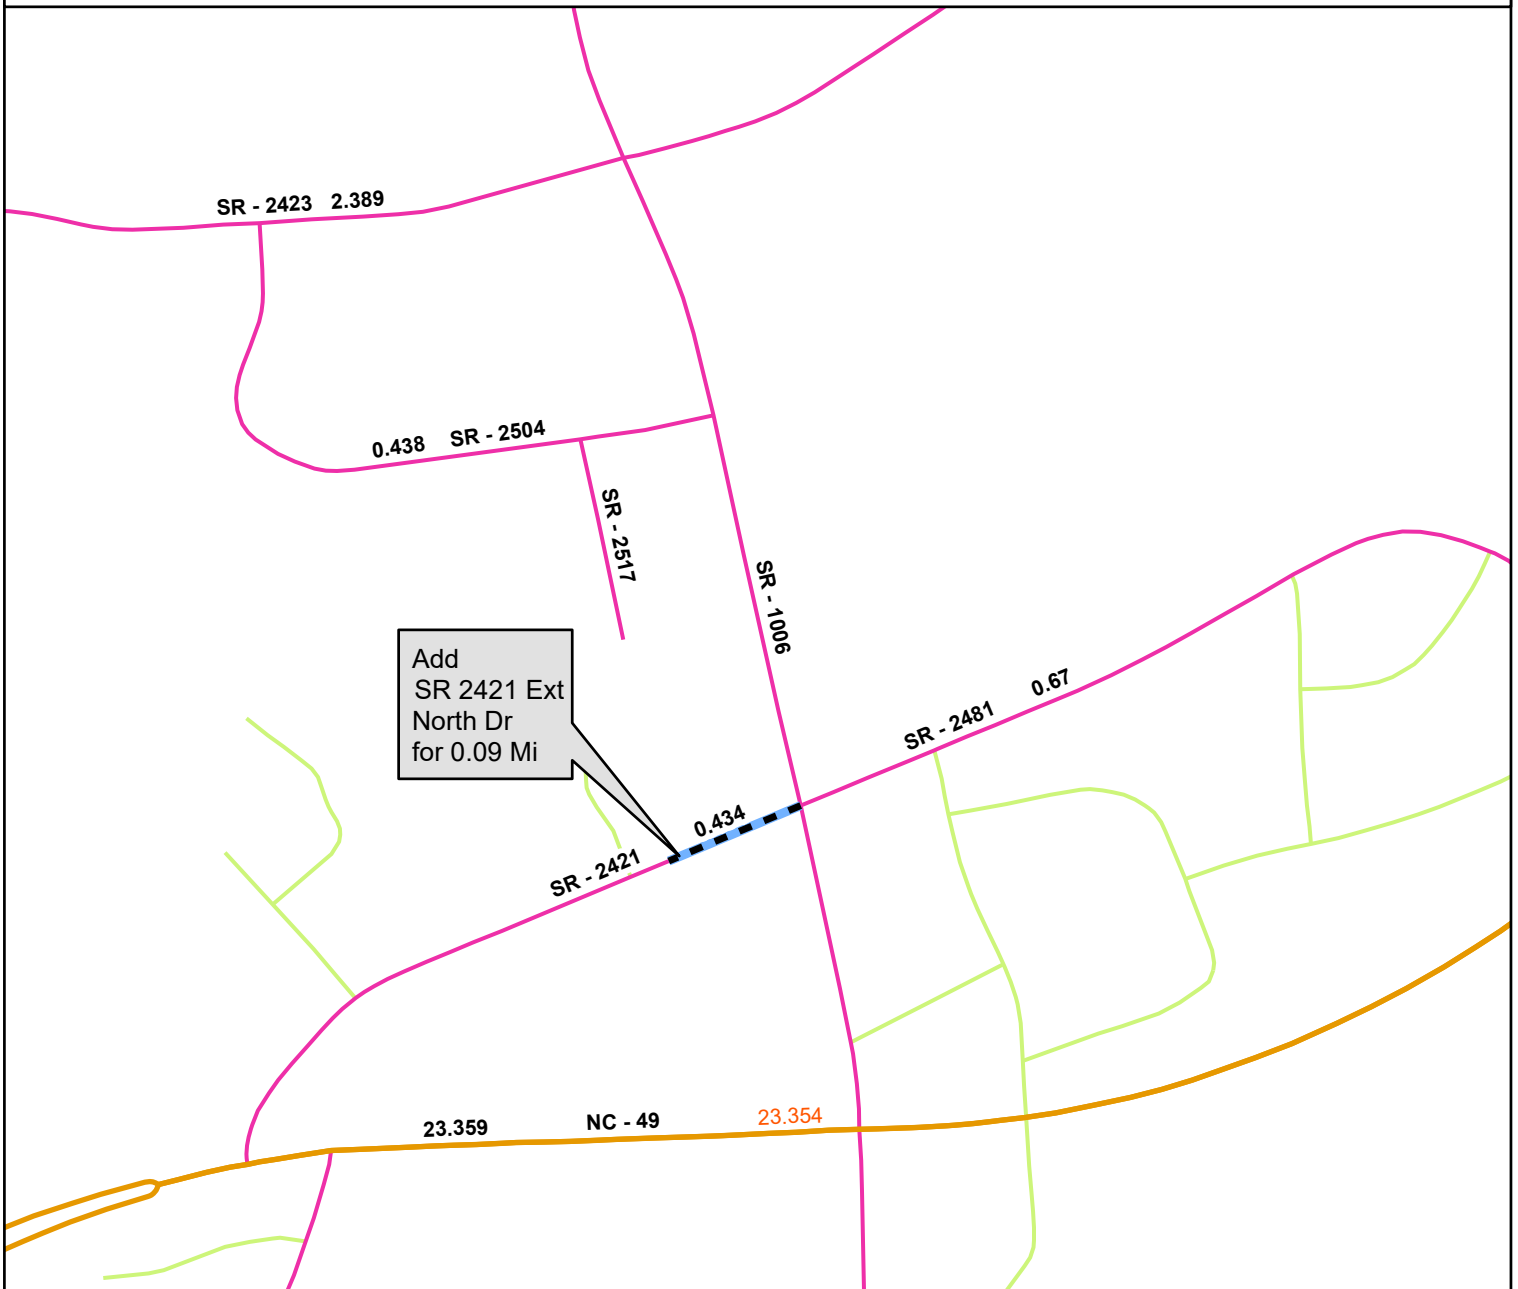 SR - 2423 2.389
0.438 SR - 2504
SR - 2517
SR - 1006
Add
SR 2421 Ext
North Dr
for 0.09 Mi
0.67
SR - 2481
0.434
SR - 2421
23.359 NC - 49 23.354